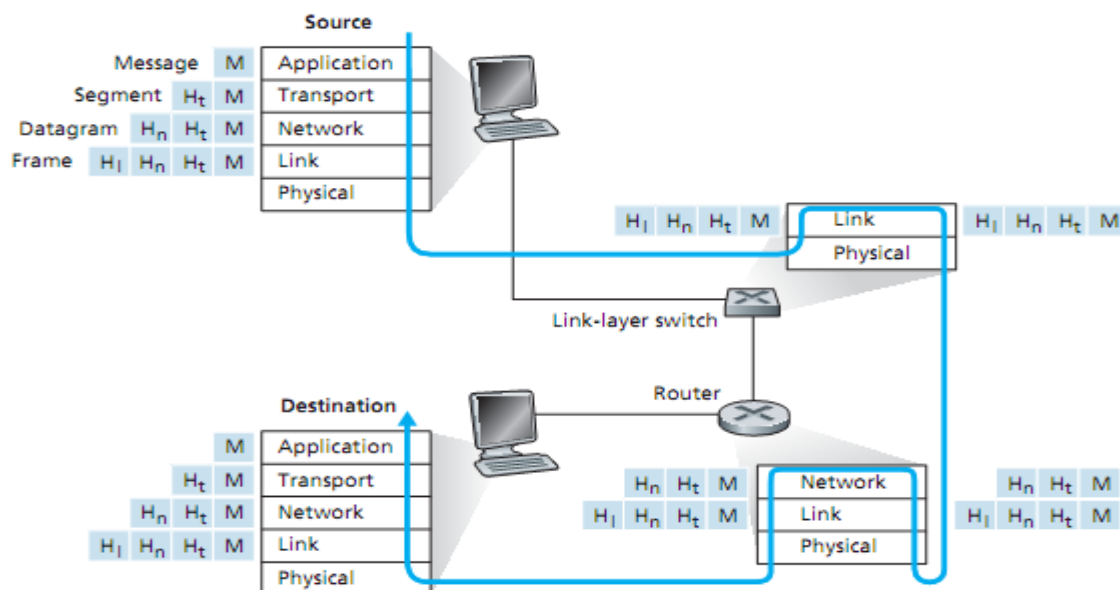 Source
Message M Application
Segment Ht M Transport
Datagram Hn Ht M Network
Frame Hl Hn Ht M Link
Physical
Hl Hn Ht M Link Hl Hn Ht M
Physical
Link-layer switch
Router
Destination
M Application
Ht M Transport
Hn Ht M Network
Hl Hn Ht M Link
Physical
Hn Ht M Network Hn Ht M
Hl Hn Ht M Link Hl Hn Ht M
Physical